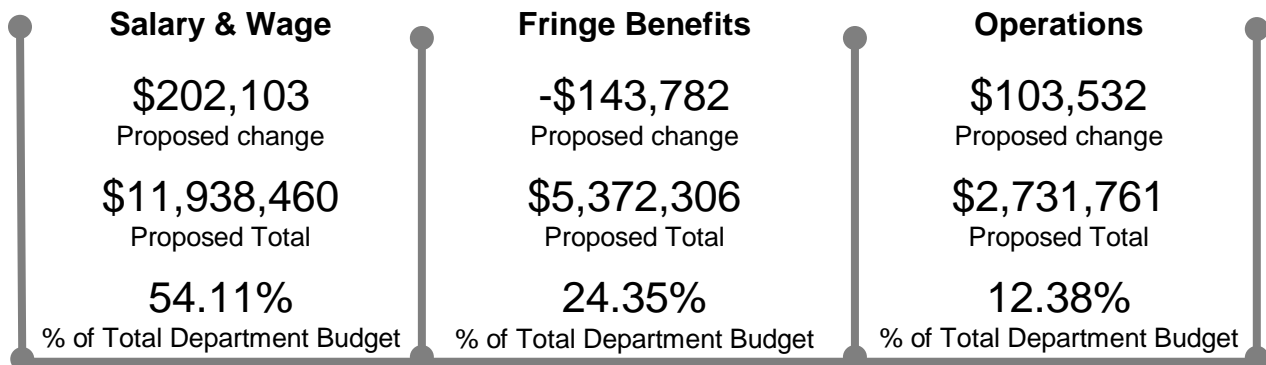 Salary & Wage
$202,103
Proposed change
$11,938,460
Proposed Total
54.11%
% of Total Department Budget
Fringe Benefits
-$143,782
Proposed change
$5,372,306
Proposed Total
24.35%
% of Total Department Budget
Operations
$103,532
Proposed change
$2,731,761
Proposed Total
12.38%
% of Total Department Budget